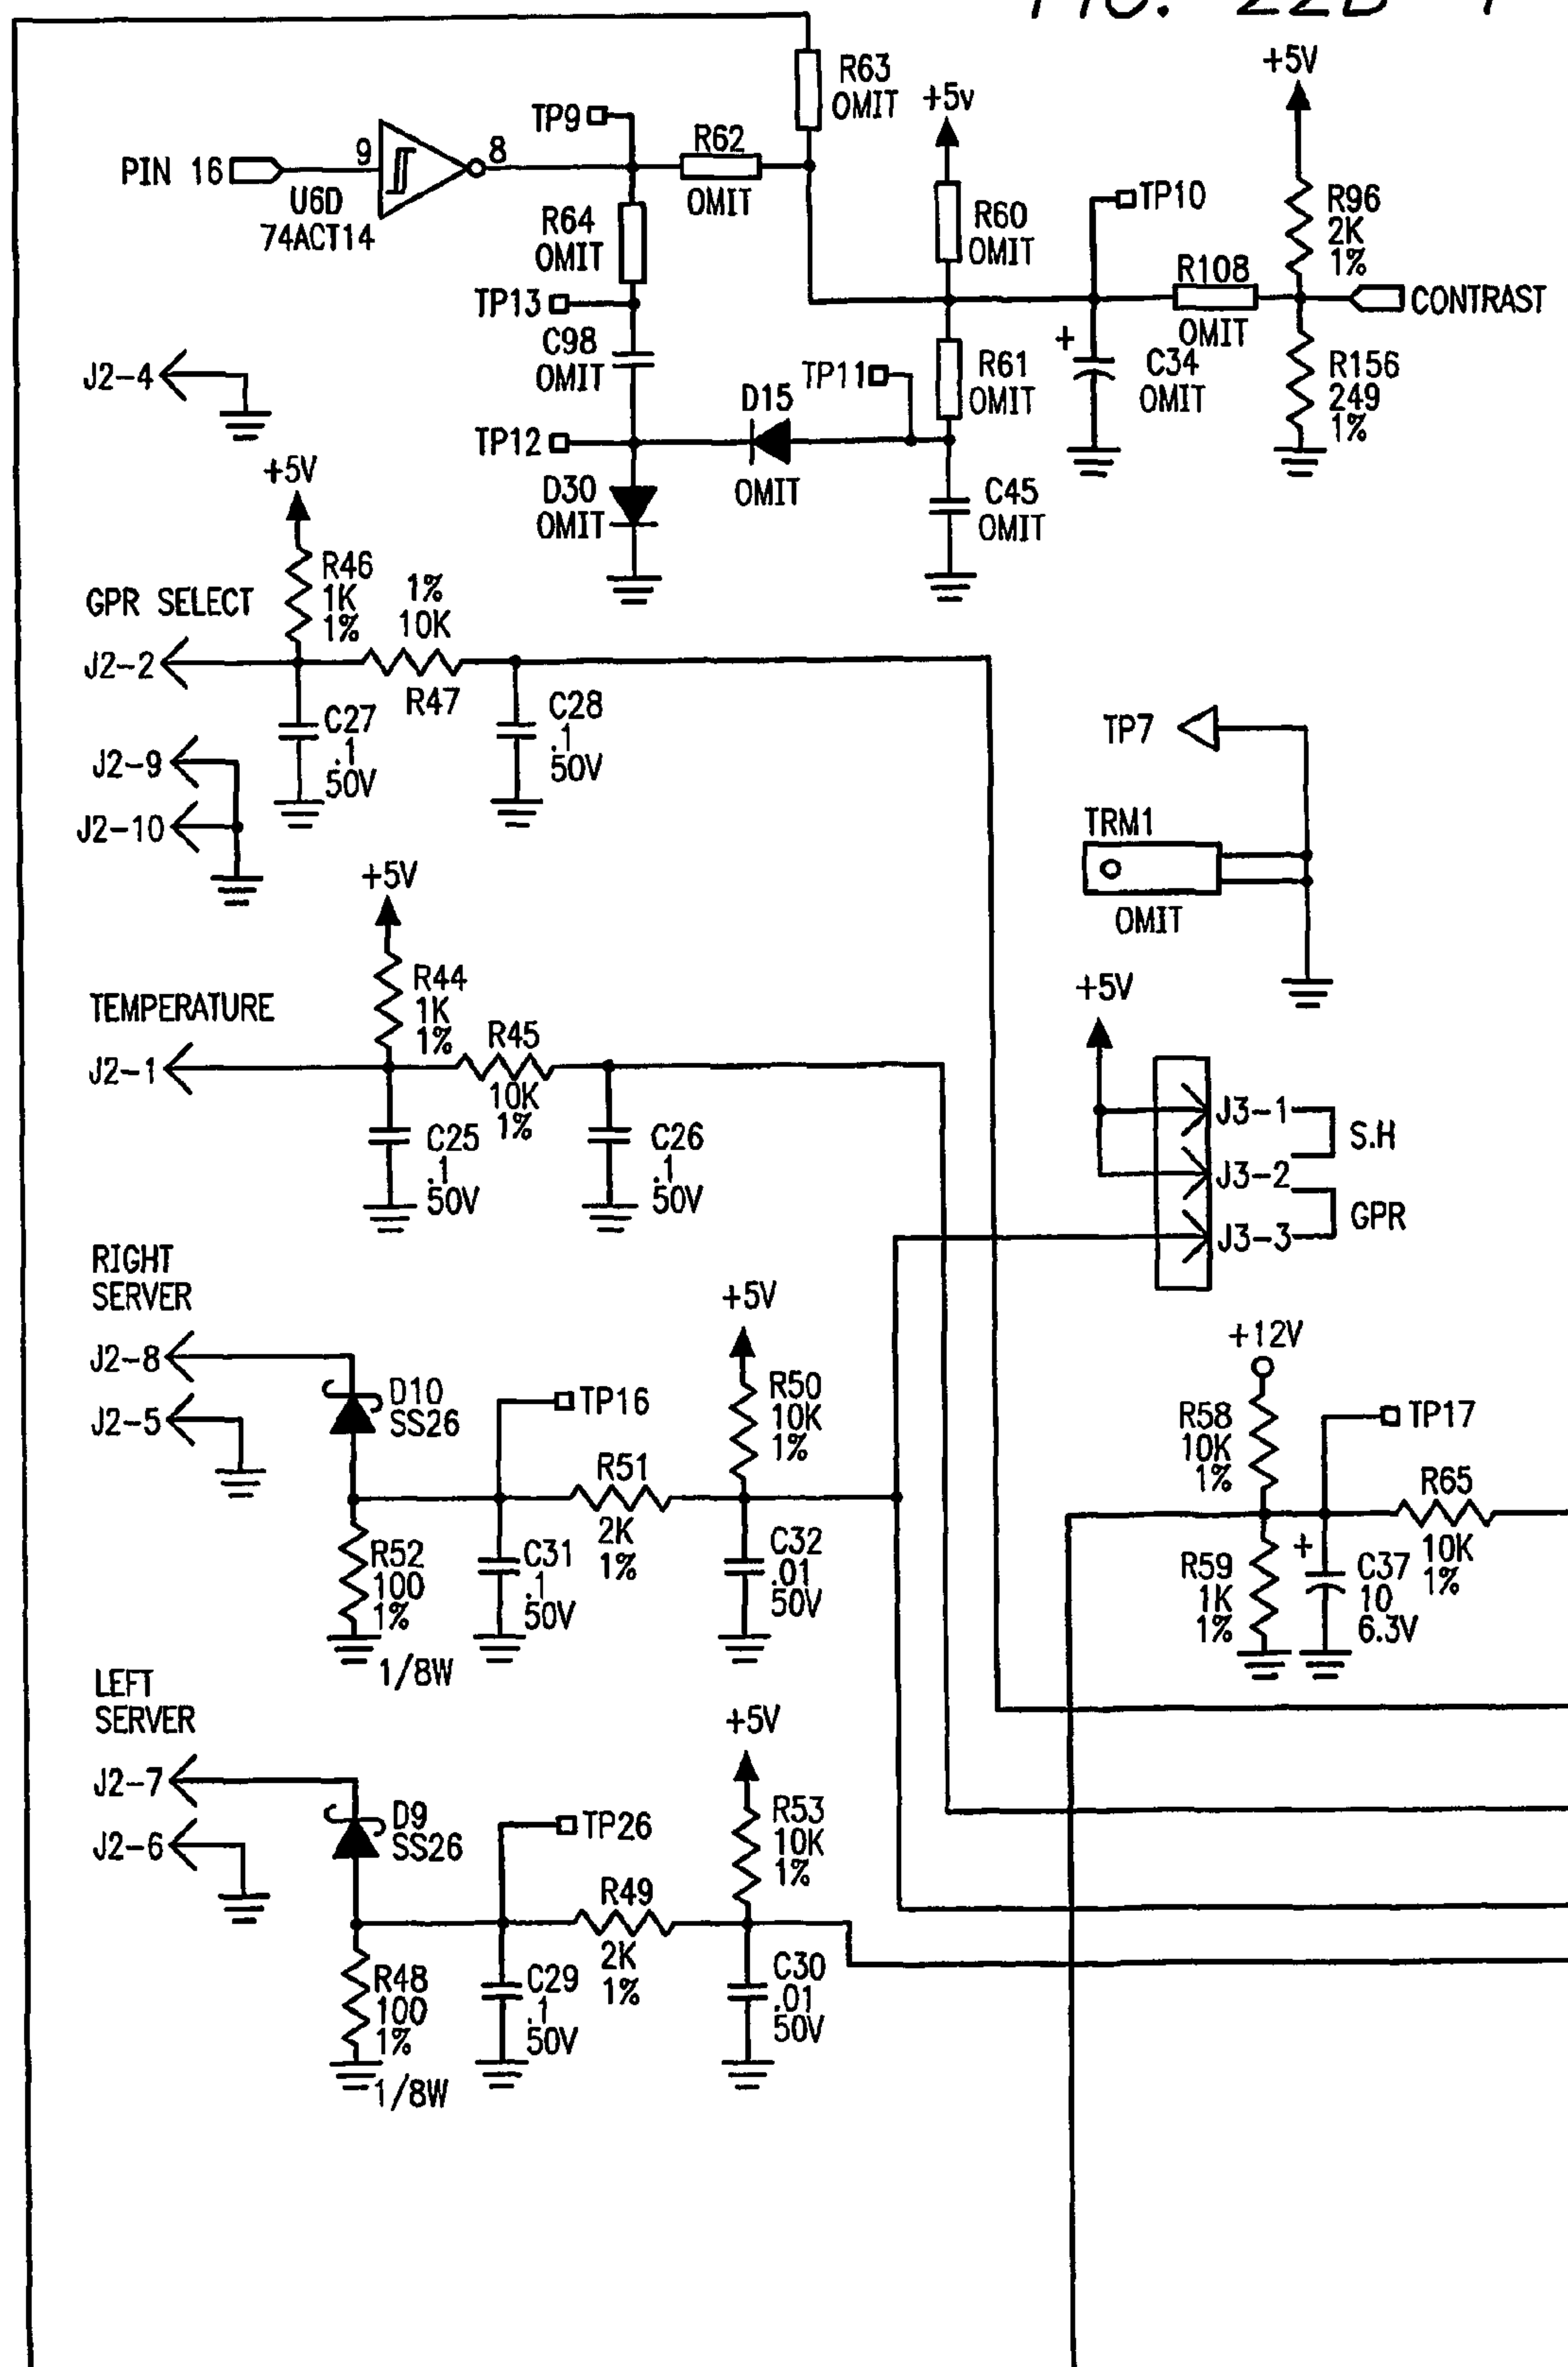 FIG. 22B-1
R63
OMIT
+5V
TP9
+5v
R62
OMIT
9
8
PIN 16
U6D
74ACT14
TP10
R96
2K
1%
R64
OMIT
R60
OMIT
R108
OMIT
CONTRAST
TP13
C98
OMIT
TP11
R61
OMIT
+
C34
OMIT
R156
249
1%
J2-4
D15
OMIT
TP12
D30
OMIT
C45
OMIT
+5V
R46
1K
1%
1%
10K
R47
GPR SELECT
J2-2
C27
.1
50V
C28
.1
50V
TP7
J2-9
J2-10
TRM1
OMIT
+5V
R44
1K
1%
TEMPERATURE
J2-1
R45
10K
1%
C25
.1
50V
C26
.1
50V
+5V
J3-1
J3-2
J3-3
S.H
GPR
RIGHT
SERVER
J2-8
J2-5
D10
SS26
TP16
+5V
R50
10K
1%
R51
2K
1%
R52
100
1%
1/8W
C31
.1
50V
C32
.01
50V
+12V
R58
10K
1%
TP17
R65
10K
1%
R59
1K
1%
+
C37
10
6.3V
LEFT
SERVER
J2-7
J2-6
D9
SS26
TP26
+5V
R53
10K
1%
R49
2K
1%
R48
100
1%
1/8W
C29
.1
50V
C30
.01
50V